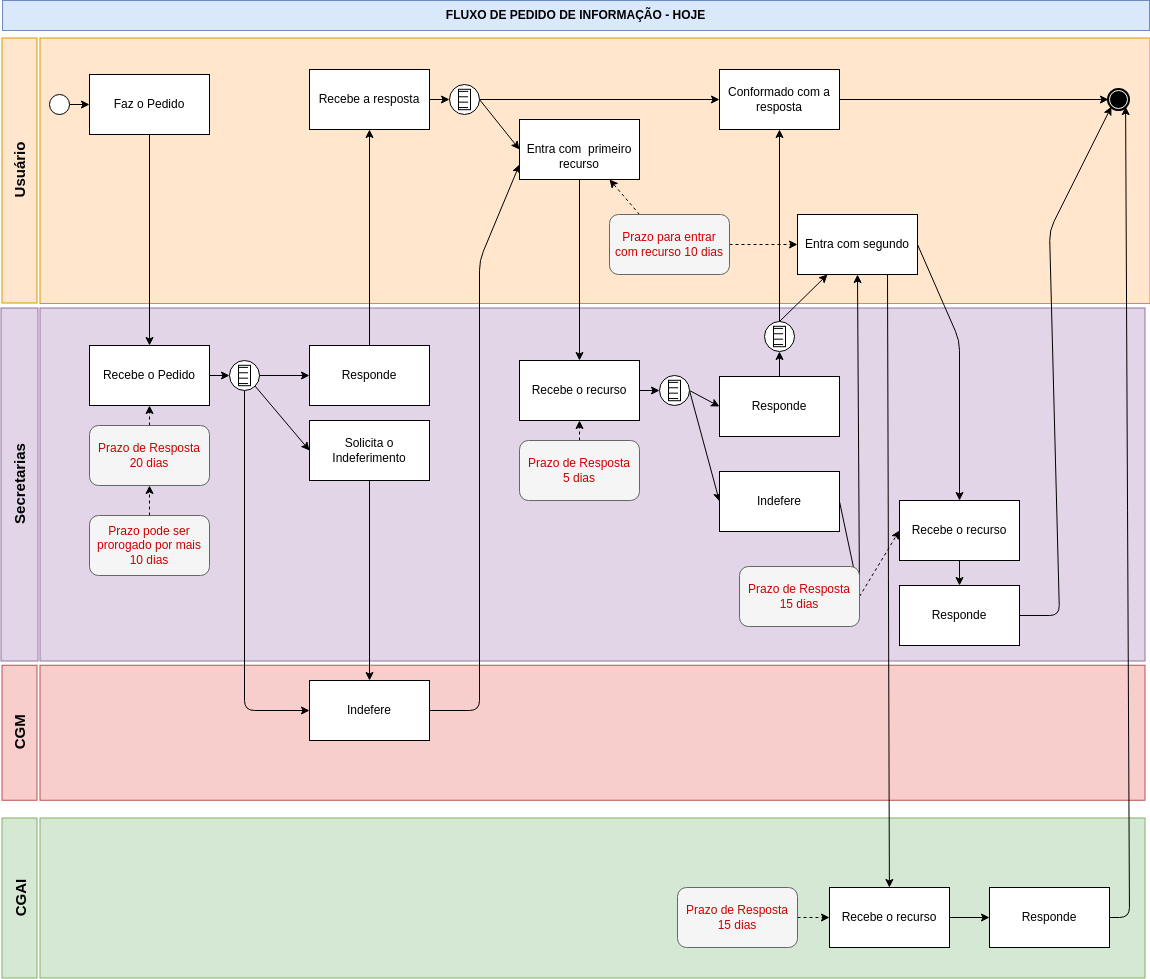 FLUXO DE PEDIDO DE INFORMAÇÃO - HOJE
Usuário
Faz o Pedido
Recebe a resposta
Conformado com a
resposta
Entra com  primeiro
recurso
Prazo para entrar
com recurso 10 dias
Entra com segundo
Secretarias
Recebe o Pedido
Responde
Solicita o
Indeferimento
Prazo de Resposta
20 dias
Prazo pode ser
prorogado por mais
10 dias
Recebe o recurso
Prazo de Resposta
5 dias
Responde
Indefere
Prazo de Resposta
15 dias
Recebe o recurso
Responde
CGM
Indefere
CGAI
Prazo de Resposta
15 dias
Recebe o recurso
Responde